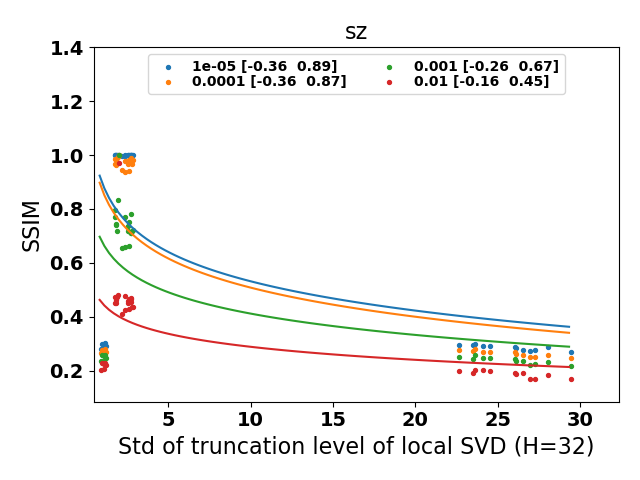 sz
1e-05 [-0.36  0.89]
0.0001 [-0.36  0.87]
0.001 [-0.26  0.67]
0.01 [-0.16  0.45]
SSIM
1.4
1.2
1.0
0.8
0.6
0.4
0.2
5 10 15 20 25 30
Std of truncation level of local SVD (H=32)